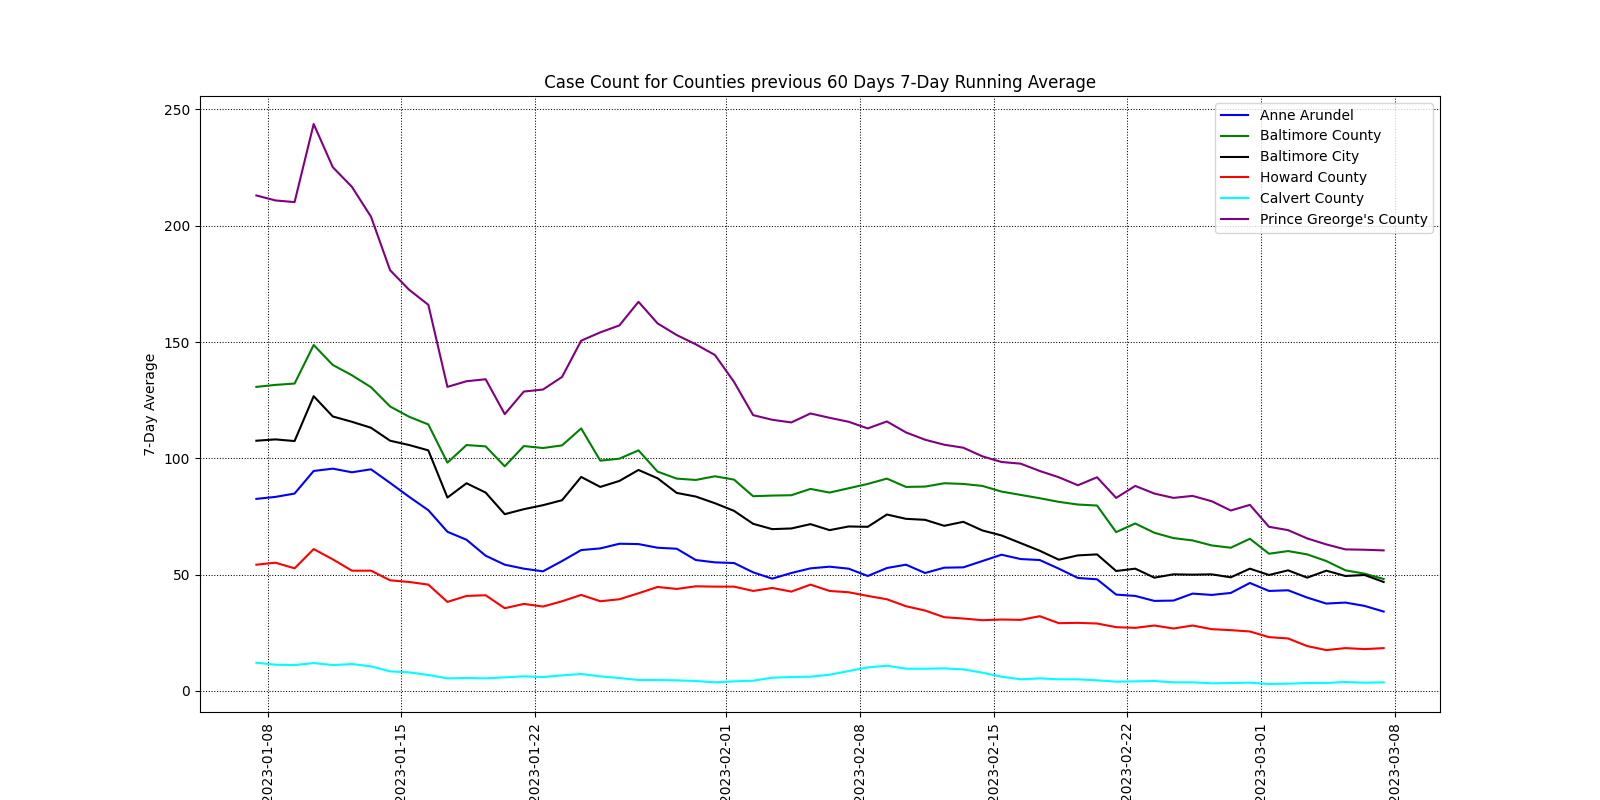 Case Count for Counties previous 60 Days 7-Day Running Average
250
200
150
100
50
0
7-Day Average
Anne Arundel
Baltimore County
Baltimore City
Howard County
Calvert County
Prince Greorge's County
2023-01-08
2023-01-15
2023-01-22
2023-02-01
2023-02-08
2023-02-15
2023-02-22
2023-03-01
2023-03-08